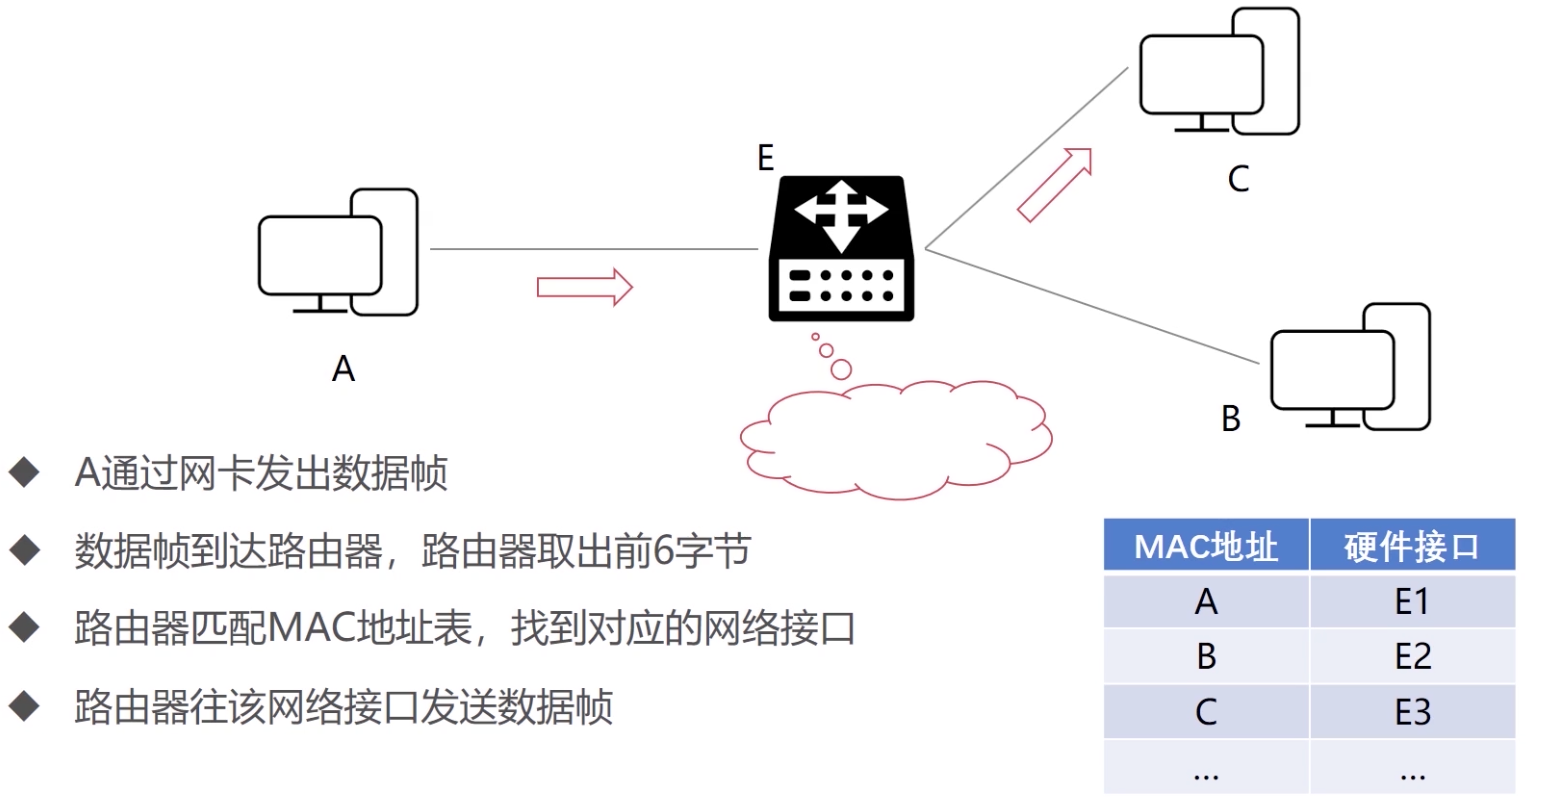 E
C
A
B
A通过网卡发出数据帧
数据帧到达路由器，路由器取出前6字节
路由器匹配MAC地址表，找到对应的网络接口
路由器往该网络接口发送数据帧
MAC地址 硬件接口
A E1
B E2
C E3
... ...